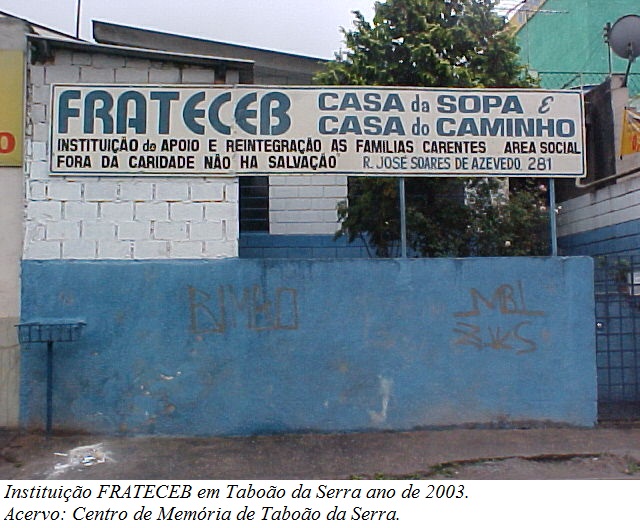 FRATECEB CASA da SOPA E
CASA do CAMINHO
INSTITUIÇÃO de APOIO E REINTEGRAÇÃO AS FAMILIAS CARENTES AREA SOCIAL
FORA DA CARIDADE NÃO HA SALVAÇÃO R. JOSÉ SOARES DE AZEVEDO, 281
BIMBO
Instituição FRATECEB em Taboão da Serra ano de 2003.
Acervo: Centro de Memória de Taboão da Serra.